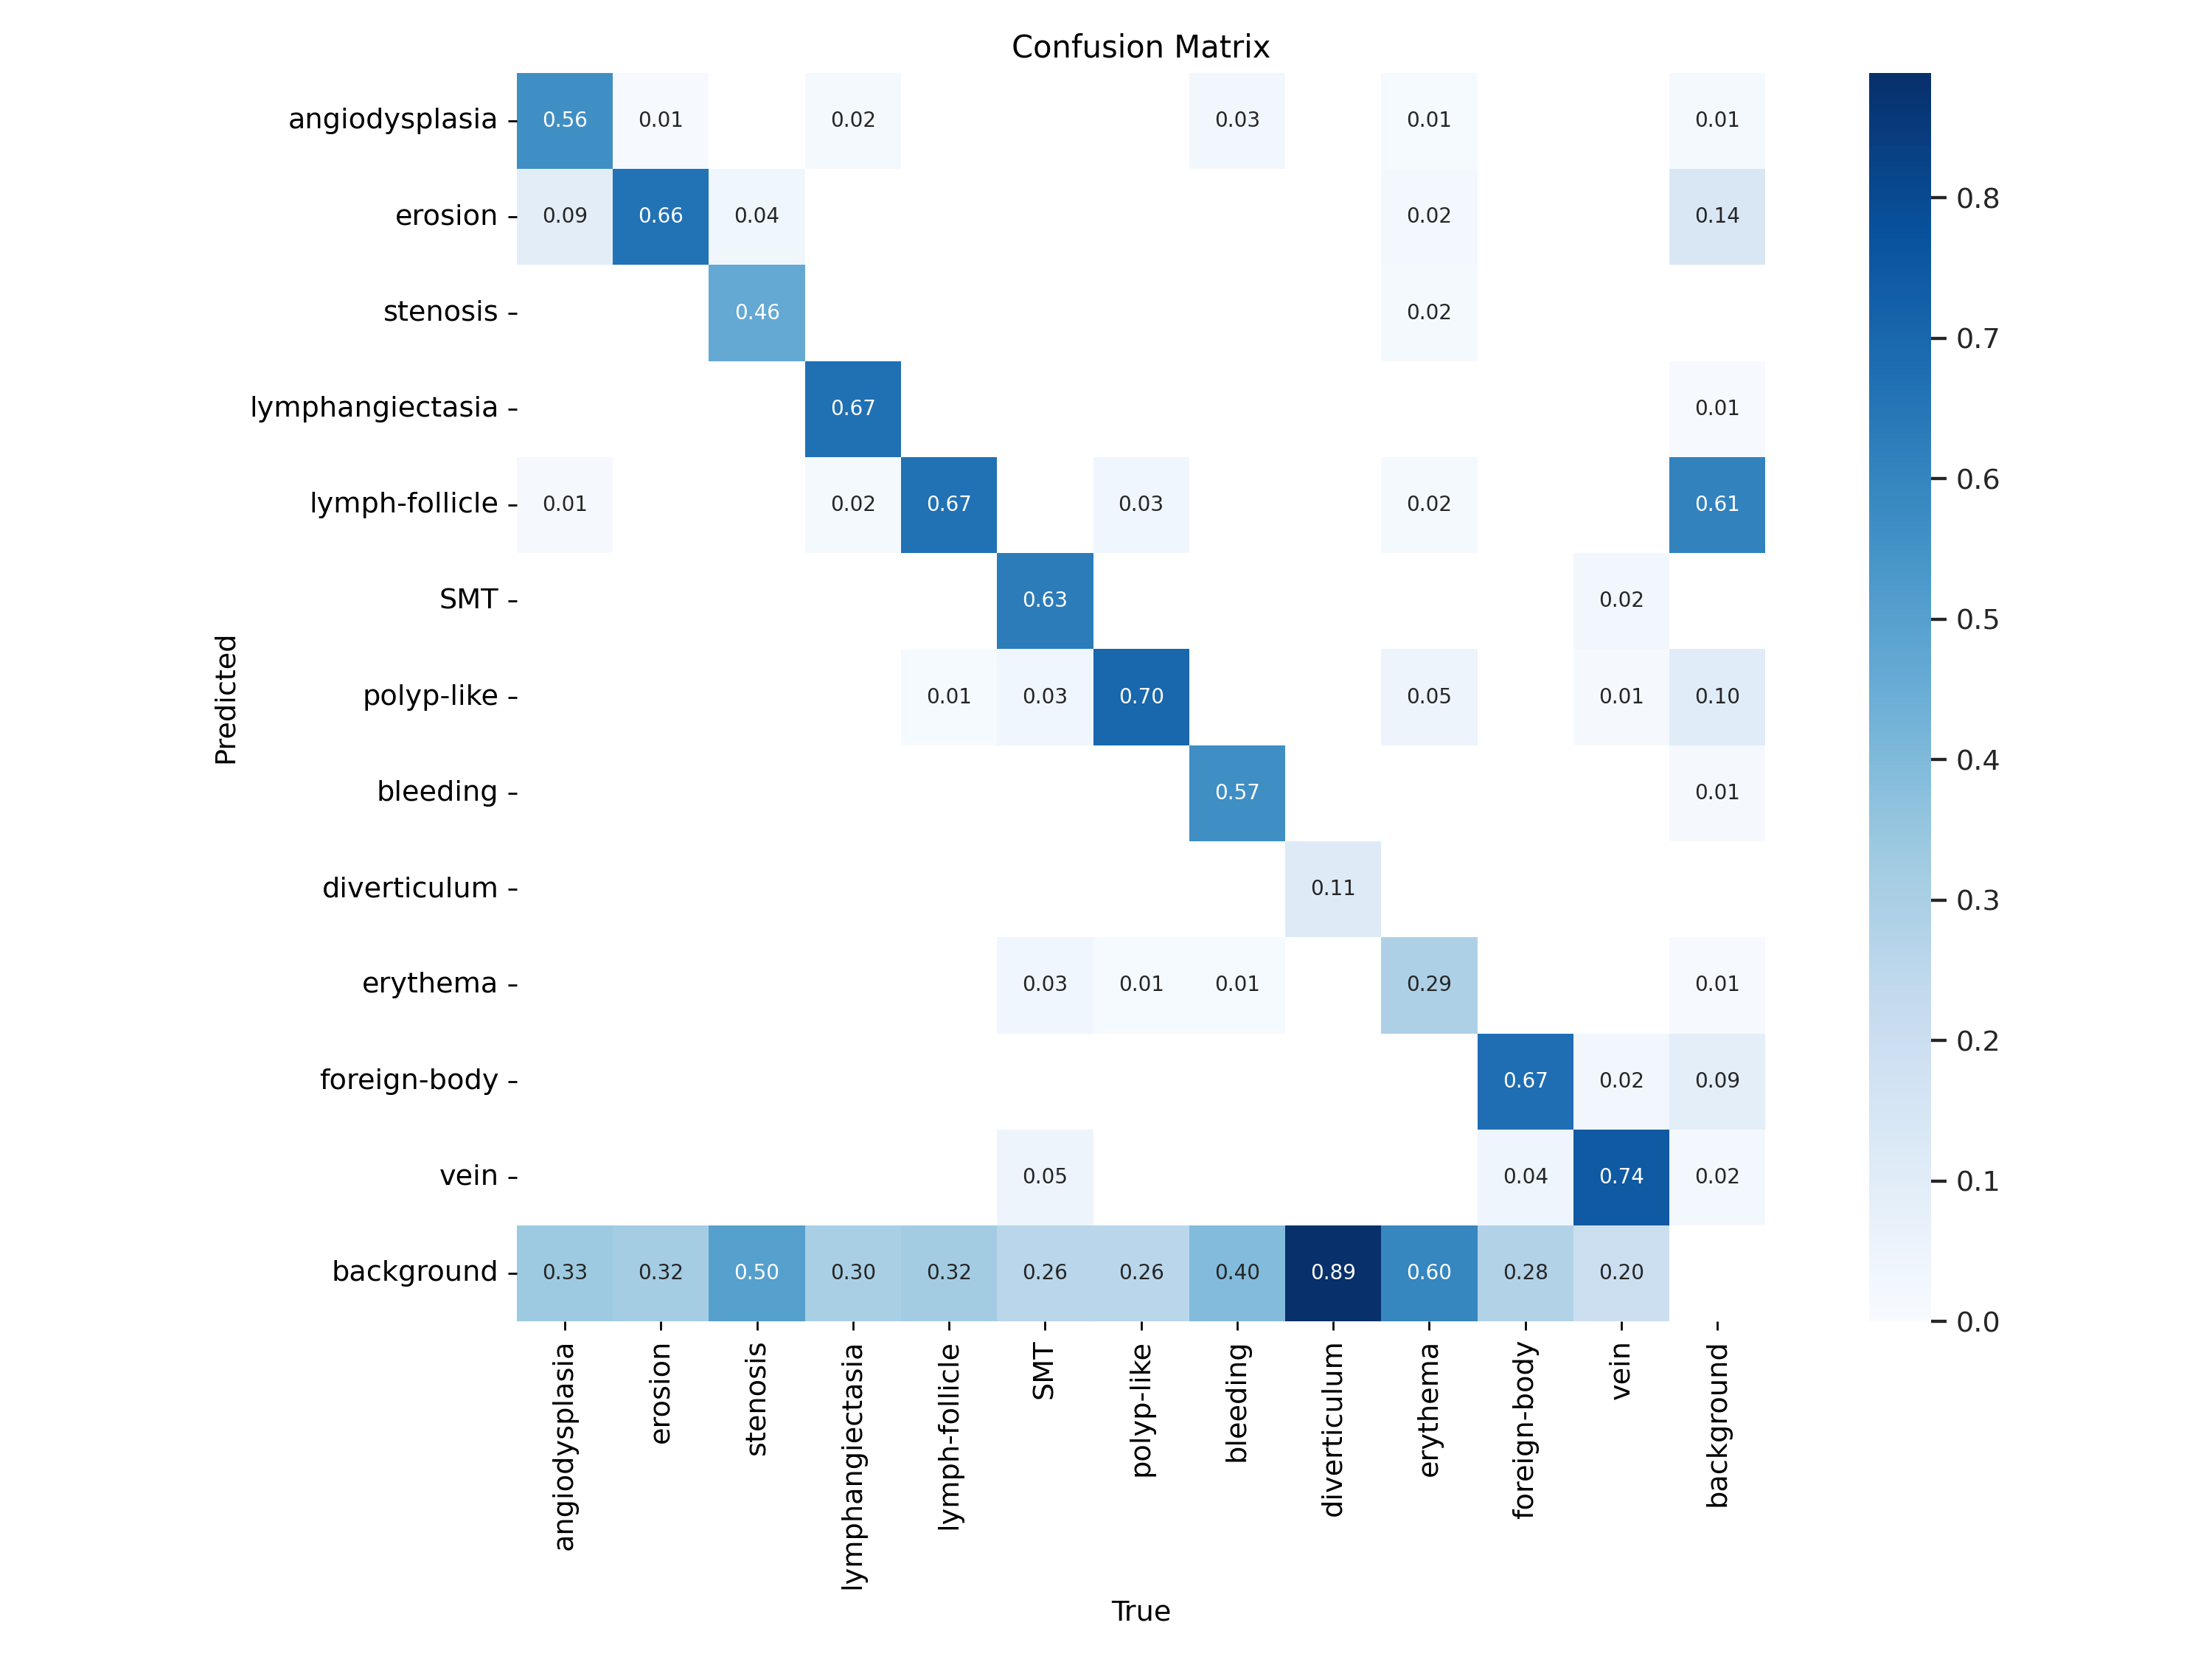 Confusion Matrix
angiodysplasia 0.56 0.01 0.02 0.03 0.01 0.01
erosion 0.09 0.66 0.04 0.02 0.14
stenosis 0.46 0.02
lymphangiectasia 0.67 0.01
lymph-follicle 0.01 0.02 0.67 0.03 0.02 0.61
SMT 0.63 0.02
polyp-like 0.01 0.03 0.70 0.05 0.01 0.10
bleeding 0.57 0.01
diverticulum 0.11
erythema 0.03 0.01 0.01 0.29 0.01
foreign-body 0.67 0.02 0.09
vein 0.05 0.04 0.74 0.02
background 0.33 0.32 0.50 0.30 0.32 0.26 0.26 0.40 0.89 0.60 0.28 0.20
Predicted
angiodysplasia
erosion
stenosis
lymphangiectasia
lymph-follicle
SMT
polyp-like
bleeding
diverticulum
erythema
foreign-body
vein
background
True
0.8
0.7
0.6
0.5
0.4
0.3
0.2
0.1
0.0